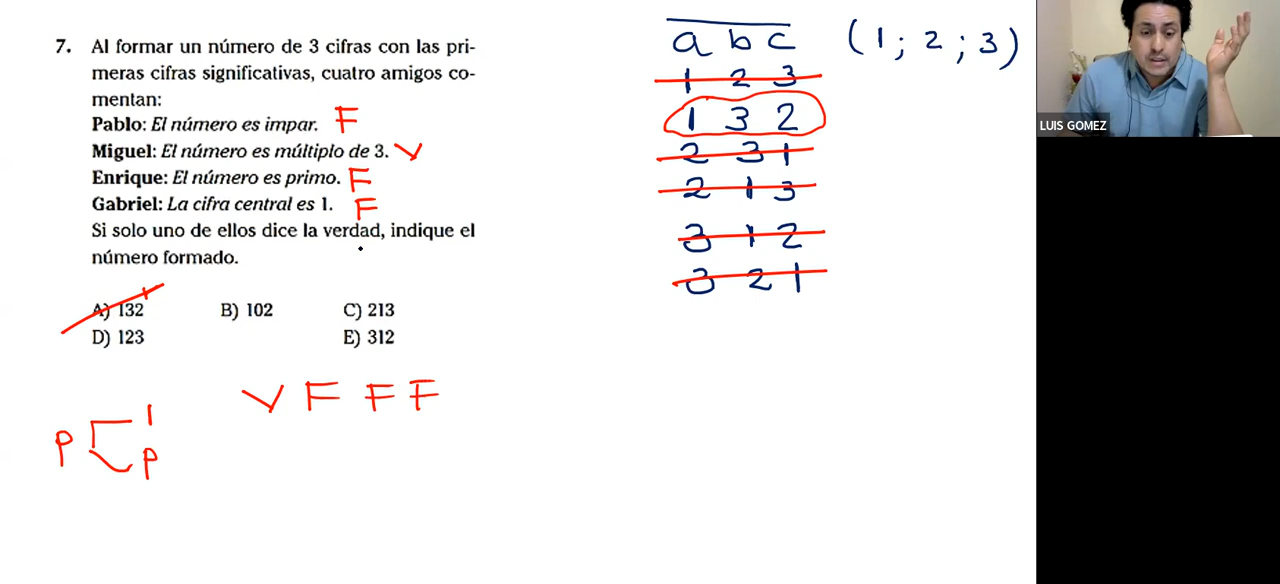 7. Al formar un número de 3 cifras con las pri-
meras cifras significativas, cuatro amigos co-
mentan:
Pablo: El número es impar. F
Miguel: El número es múltiplo de 3. V
Enrique: El número es primo. F
Gabriel: La cifra central es 1. F
Si solo uno de ellos dice la verdad, indique el
número formado.
A) 132 B) 102 C) 213
D) 123 E) 312
V F F F
P 1
P
a b c (1; 2; 3)
1 2 3
1 3 2
2 3 1
2 1 3
3 1 2
3 2 1
LUIS GOMEZ